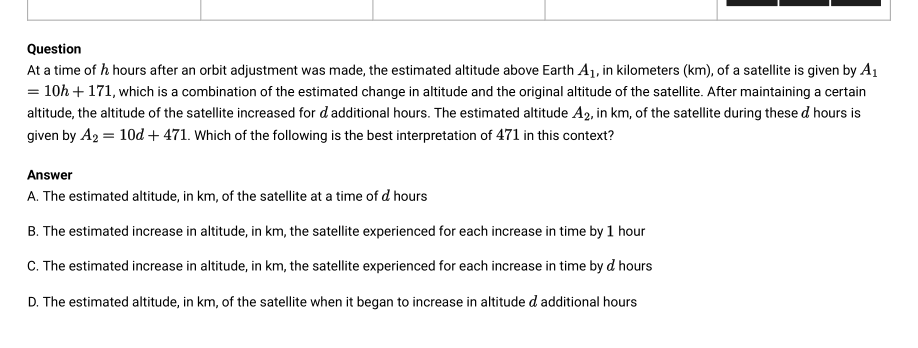 Question
At a time of h hours after an orbit adjustment was made, the estimated altitude above Earth A₁, in kilometers (km), of a satellite is given by A₁
= 10h + 171, which is a combination of the estimated change in altitude and the original altitude of the satellite. After maintaining a certain
altitude, the altitude of the satellite increased for d additional hours. The estimated altitude A₂, in km, of the satellite during these d hours is
given by A₂ = 10d + 471. Which of the following is the best interpretation of 471 in this context?
Answer
A. The estimated altitude, in km, of the satellite at a time of d hours
B. The estimated increase in altitude, in km, the satellite experienced for each increase in time by 1 hour
C. The estimated increase in altitude, in km, the satellite experienced for each increase in time by d hours
D. The estimated altitude, in km, of the satellite when it began to increase in altitude d additional hours